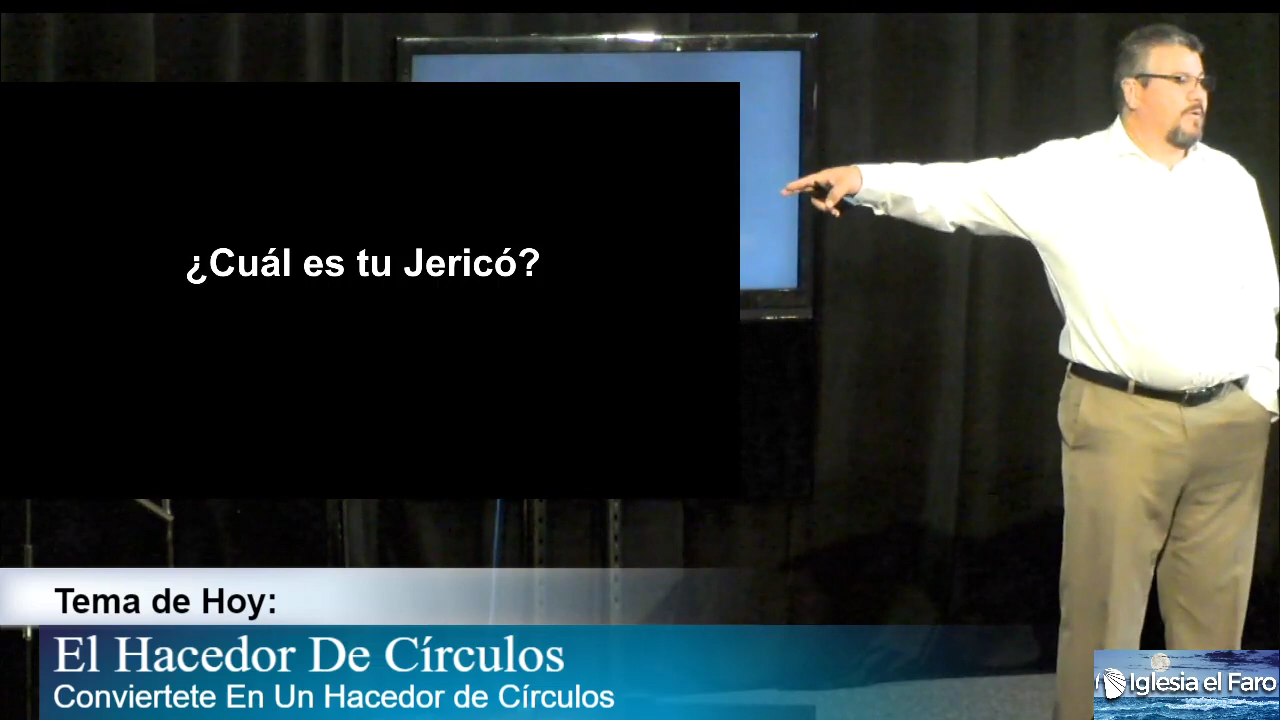 ¿Cuál es tu Jericó?
Tema de Hoy:
El Hacedor De Círculos
Conviertete En Un Hacedor de Círculos
Iglesia el Faro